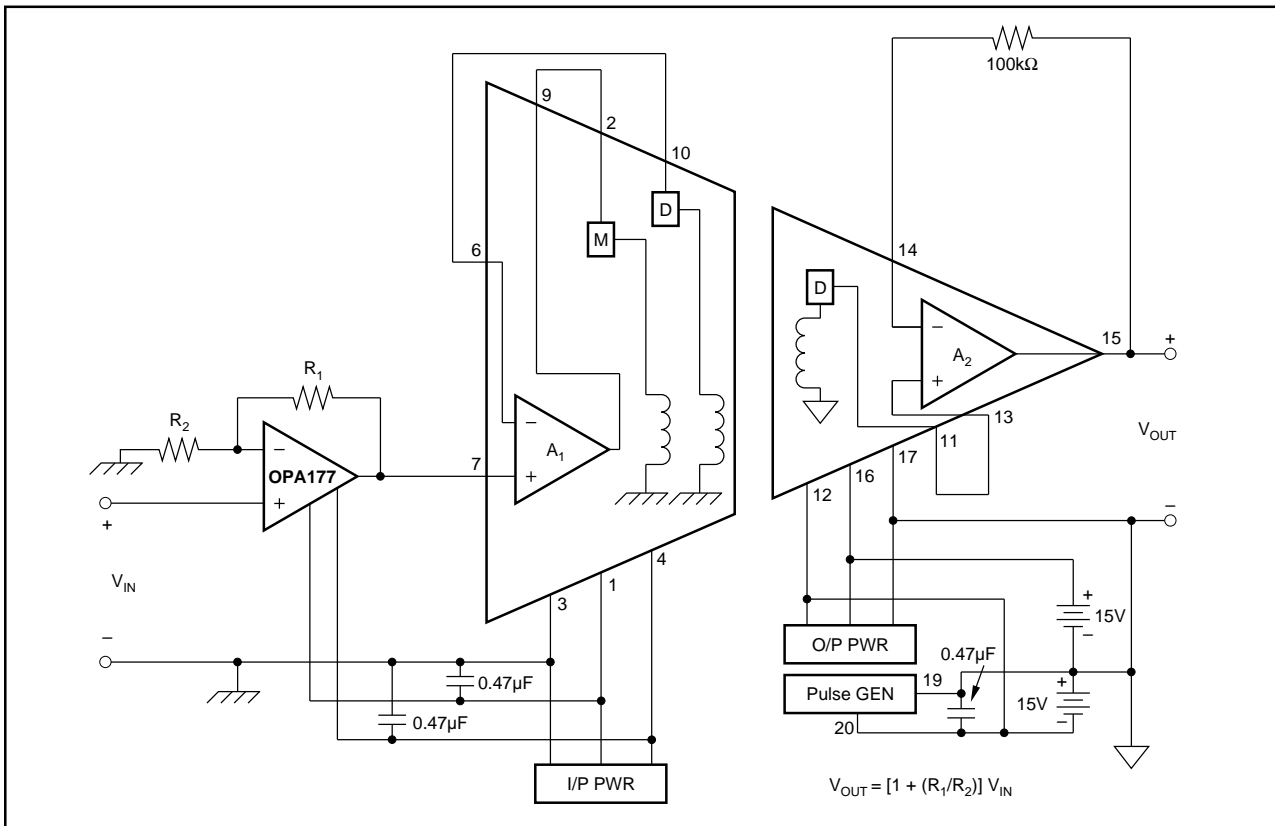 100kΩ
9
2
10
D
M
6
14
D
−
A2
+
15
+
R1
R2
−
OPA177
+
7
−
A1
+
13
11
17
16
12
VOUT
+
−
4
1
3
VIN
−
+
15V
−
O/P PWR
0.47µF
0.47µF
Pulse GEN
19
20
+
15V
−
0.47µF
I/P PWR
VOUT = [1 + (R1/R2)] VIN